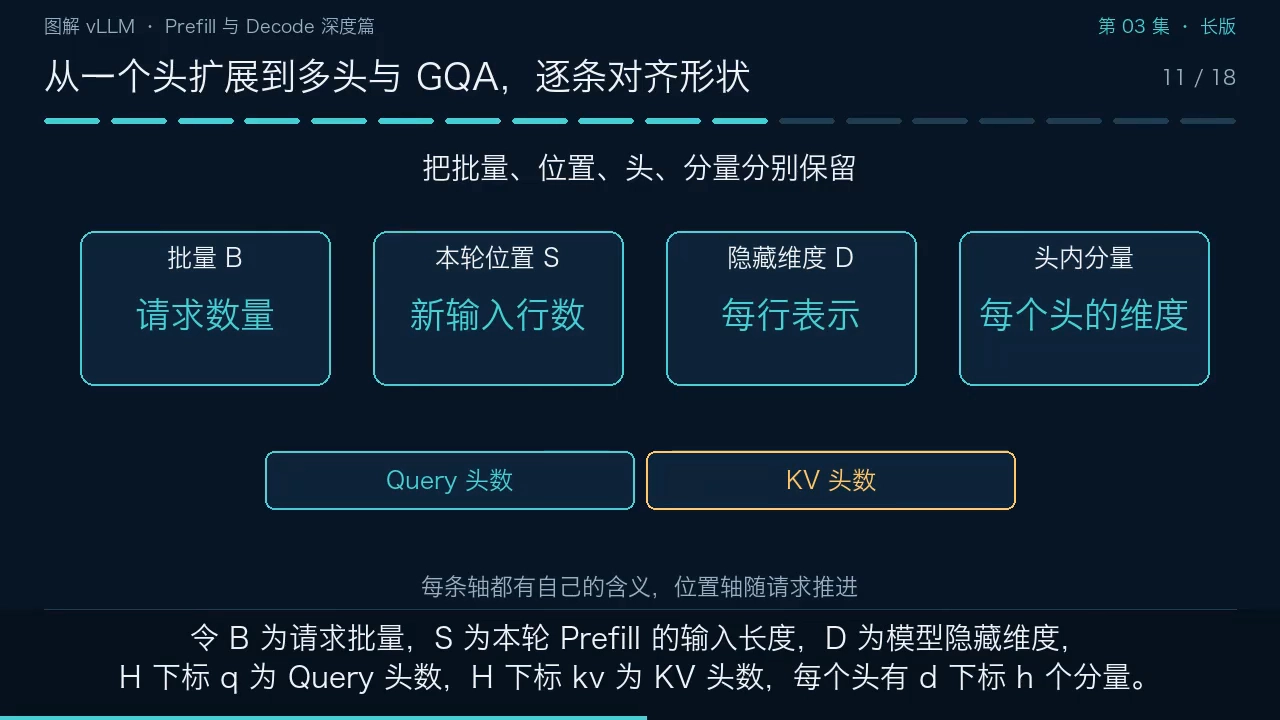 图解 vLLM · Prefill 与 Decode 深度篇
第 03 集 · 长版
从一个头扩展到多头与 GQA，逐条对齐形状
11 / 18
把批量、位置、头、分量分别保留
批量 B
请求数量
本轮位置 S
新输入行数
隐藏维度 D
每行表示
头内分量
每个头的维度
Query 头数
KV 头数
每条轴都有自己的含义，位置轴随请求推进
令 B 为请求批量，S 为本轮 Prefill 的输入长度，D 为模型隐藏维度，
H 下标 q 为 Query 头数，H 下标 kv 为 KV 头数，每个头有 d 下标 h 个分量。